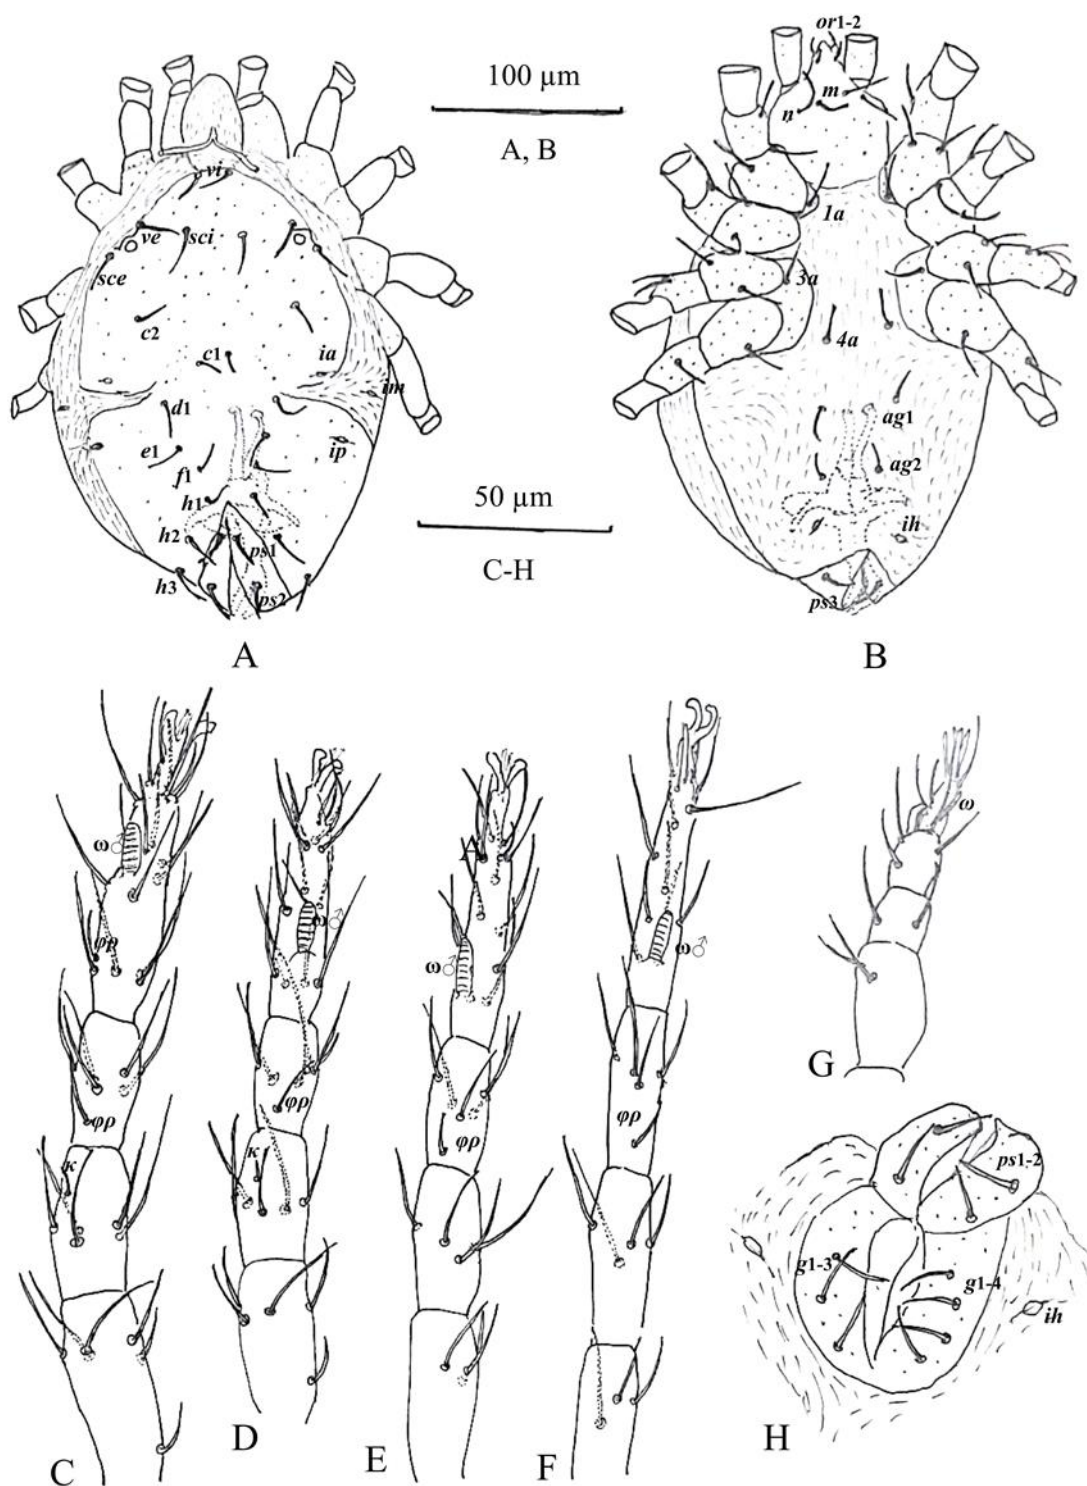 or1-2
100 µm
A, B
m
n
vi
1a
ve
sci
sce
3a
c2
4a
c1
ia
im
d1
ag1
e1
ip
f1
ag2
h1
50 µm
ih
h2
ps1
C-H
h3
ps2
ps3
A
B
ω
ω♂
A
ω♂
φρ
ω♂
ω♂
G
φρ
φρ
φρ
φρ
κ
κ
ps1-2
g1-3
g1-4
ih
D
E
F
H
C